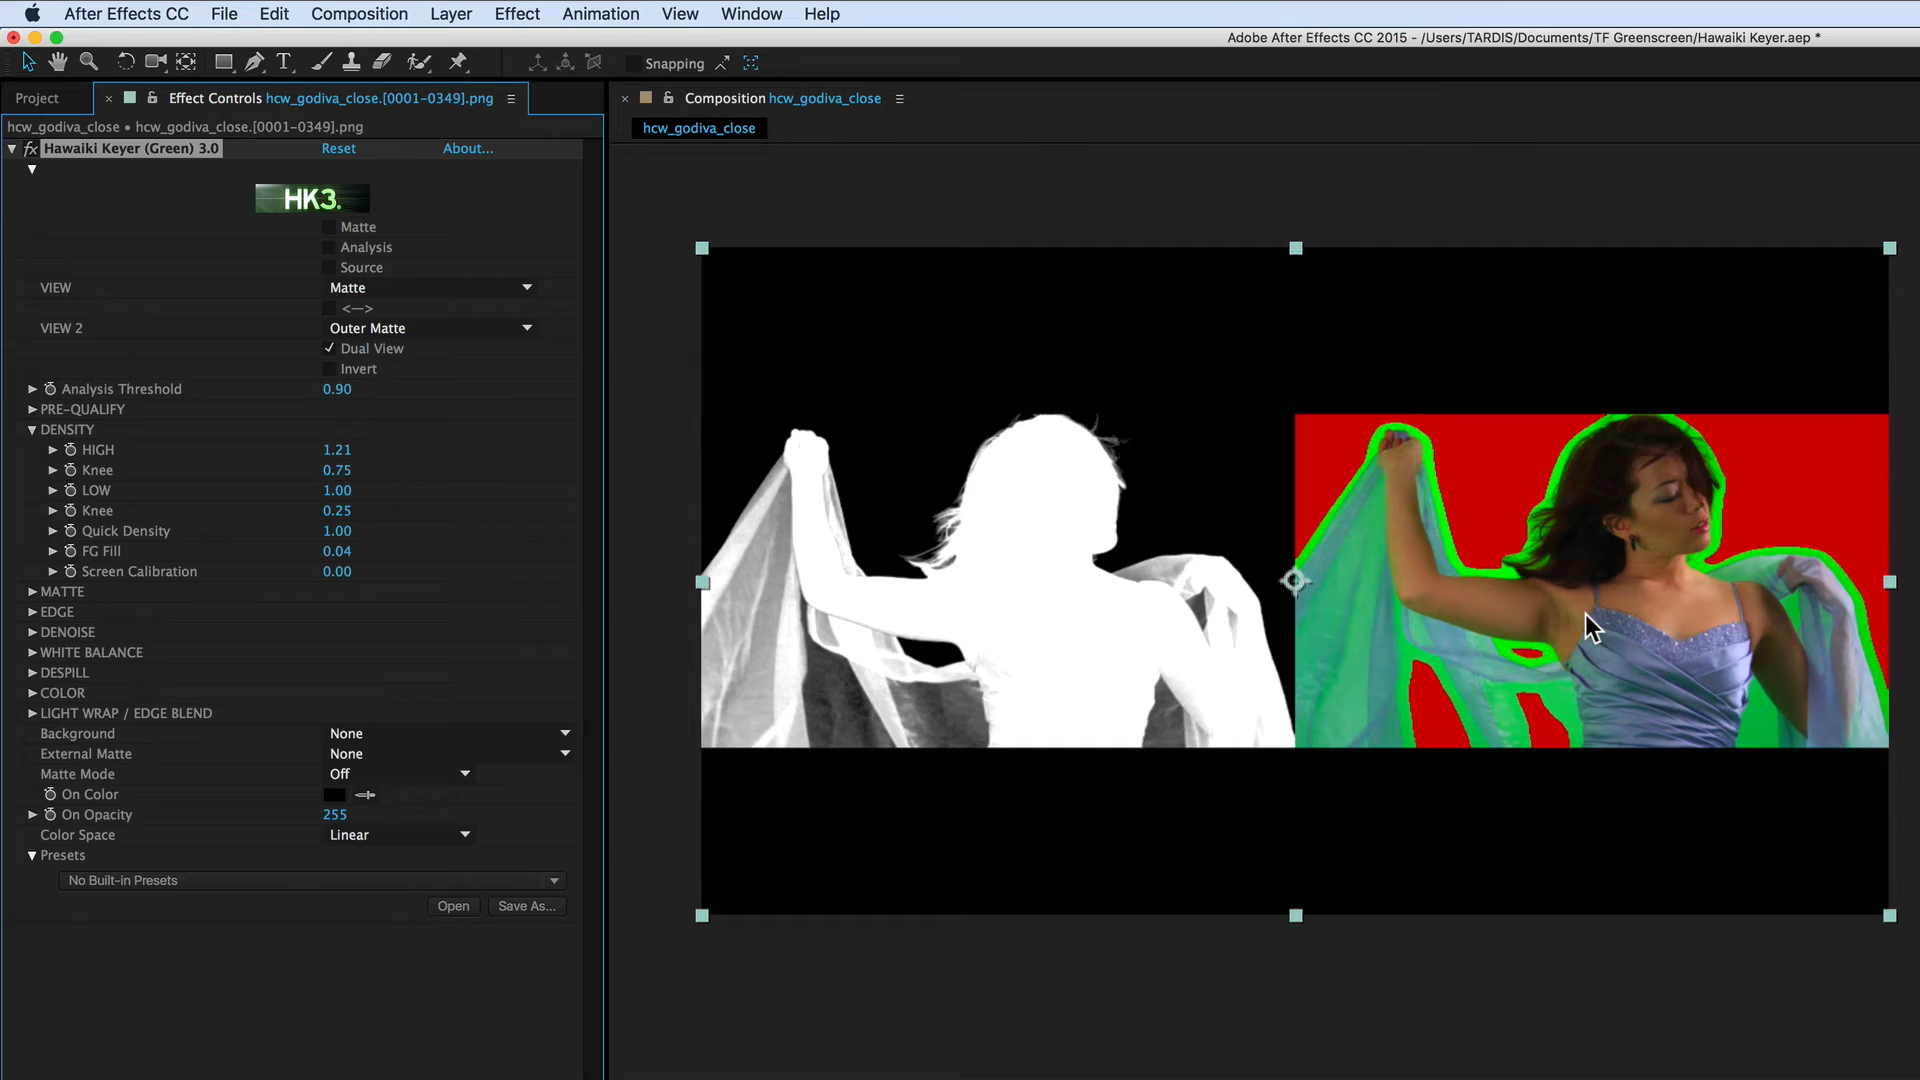 After Effects CC File Edit Composition Layer Effect Animation View Window Help
Adobe After Effects CC 2015 - /Users/TARDIS/Documents/TF Greenscreen/Hawaiki Keyer.aep *
Snapping
Project Effect Controls hcw_godiva_close.[0001-0349].png Composition hcw_godiva_close
hcw_godiva_close • hcw_godiva_close.[0001-0349].png hcw_godiva_close
fx Hawaiki Keyer (Green) 3.0 Reset About...
HK3.
Matte
Analysis
Source
VIEW Matte
<—>
VIEW 2 Outer Matte
✓ Dual View
Invert
Analysis Threshold 0.90
PRE-QUALIFY
DENSITY
HIGH 1.21
Knee 0.75
LOW 1.00
Knee 0.25
Quick Density 1.00
FG Fill 0.04
Screen Calibration 0.00
MATTE
EDGE
DENOISE
WHITE BALANCE
DESPILL
COLOR
LIGHT WRAP / EDGE BLEND
Background None
External Matte None
Matte Mode Off
On Color
On Opacity 255
Color Space Linear
Presets
No Built-in Presets
Open Save As...